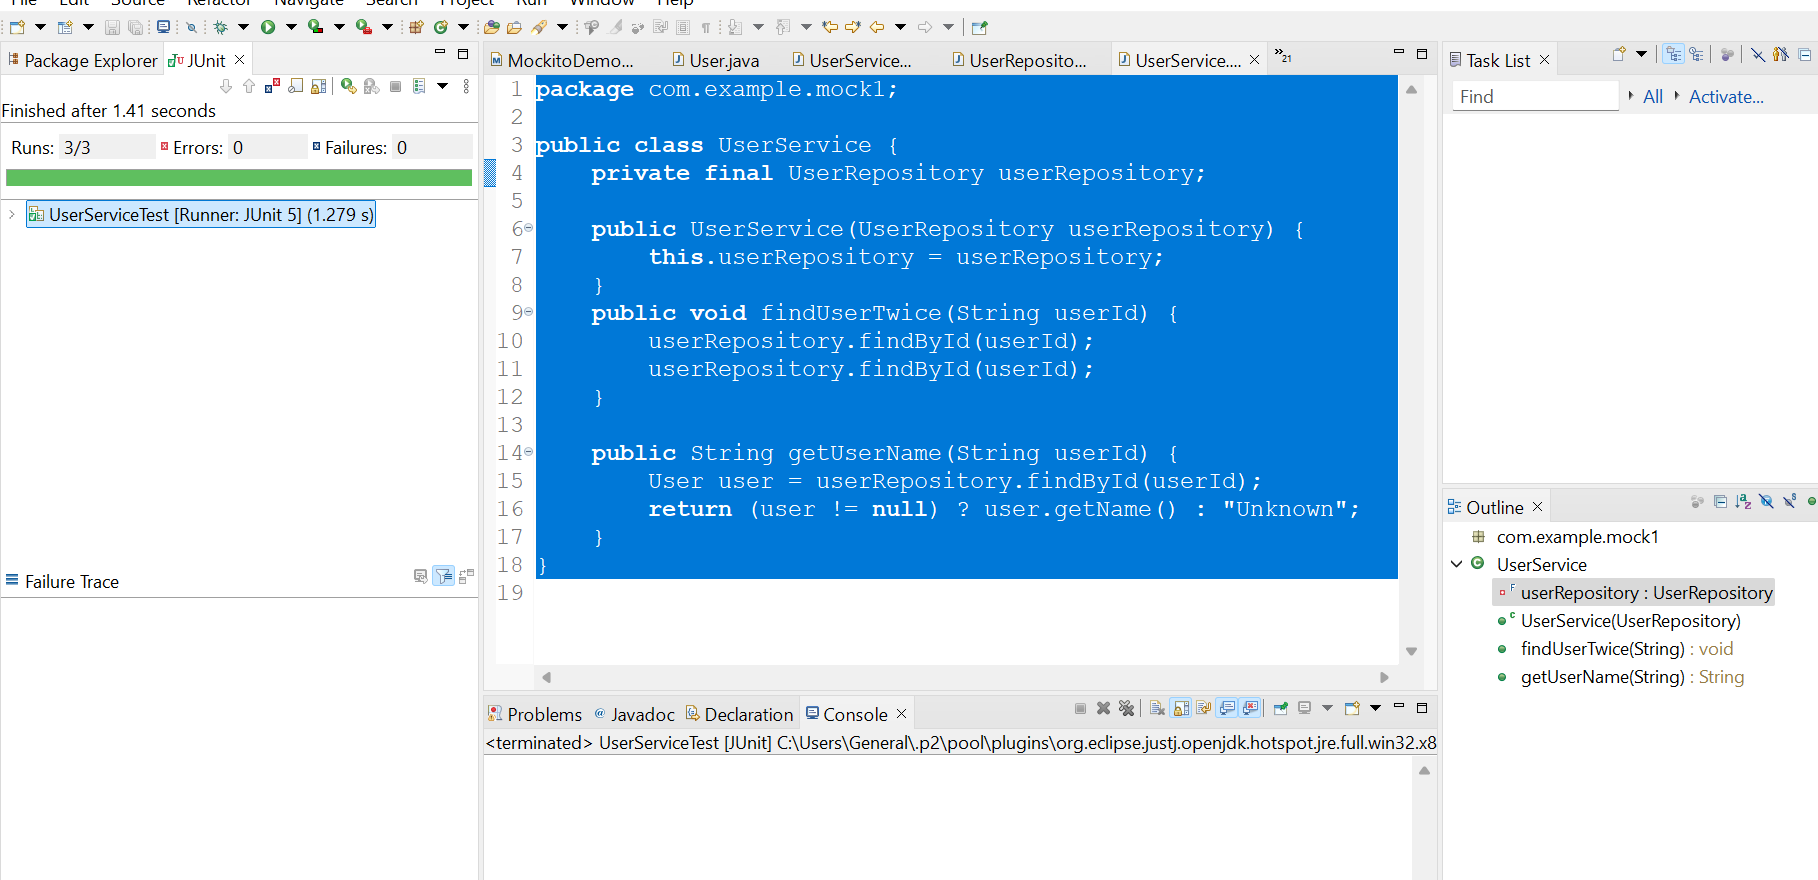 File Edit Source Refactor Navigate Search Project Run Window Help
Package Explorer JUnit
Finished after 1.41 seconds
Runs: 3/3 Errors: 0 Failures: 0
UserServiceTest [Runner: JUnit 5] (1.279 s)
Failure Trace
MockitoDemo... User.java UserService... UserReposito... UserService.... 21
1 package com.example.mock1;
2
3 public class UserService {
4 private final UserRepository userRepository;
5
6 public UserService(UserRepository userRepository) {
7 this.userRepository = userRepository;
8 }
9 public void findUserTwice(String userId) {
10 userRepository.findById(userId);
11 userRepository.findById(userId);
12 }
13
14 public String getUserName(String userId) {
15 User user = userRepository.findById(userId);
16 return (user != null) ? user.getName() : "Unknown";
17 }
18 }
19
Problems Javadoc Declaration Console
<terminated> UserServiceTest [JUnit] C:\Users\General\.p2\pool\plugins\org.eclipse.justj.openjdk.hotspot.jre.full.win32.x8
Task List
Find All Activate...
Outline
com.example.mock1
UserService
userRepository : UserRepository
UserService(UserRepository)
findUserTwice(String) : void
getUserName(String) : String